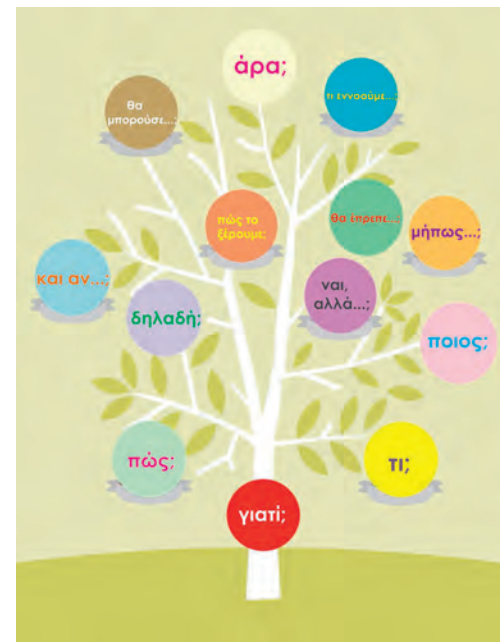 άρα;
τι εννοούμε...;
θα
μπορούσε...;
πώς το
ξέρουμε;
θα έπρεπε...;
μήπως...;
και αν...;
ναι,
αλλά...;
δηλαδή;
ποιος;
πώς;
τι;
γιατί;